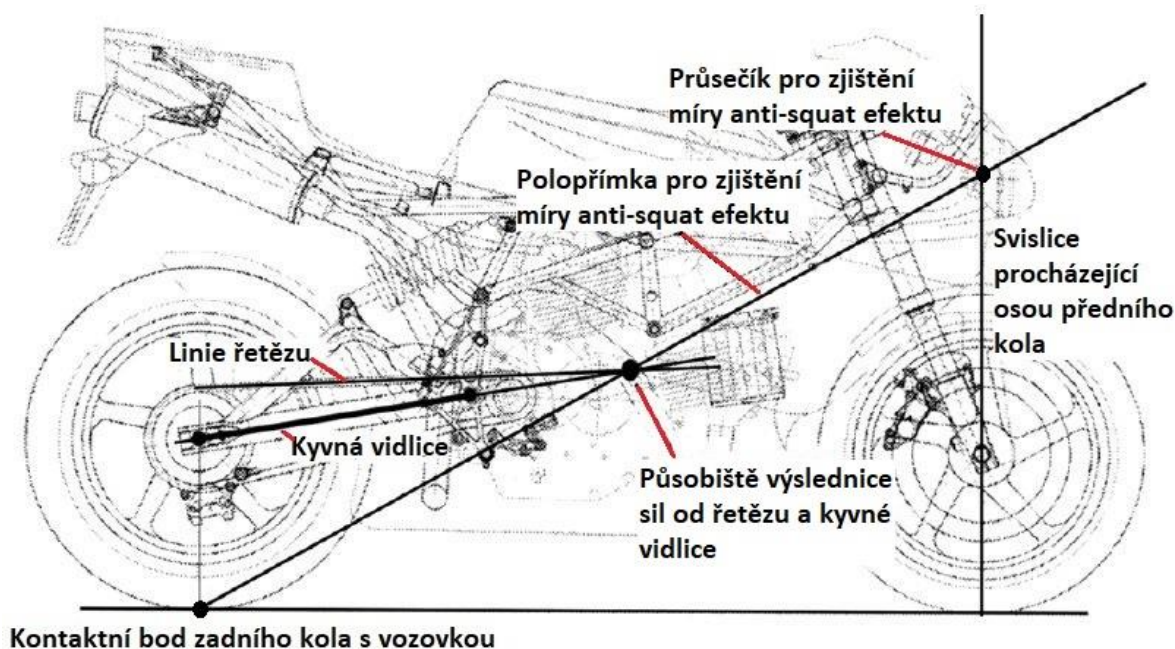 Průsečík pro zjištění
míry anti-squat efektu
Polopřímka pro zjištění
míry anti-squat efektu
Svislice
procházející
osou předního
kola
Linie řetězu
Kyvná vidlice
Působiště výslednice
sil od řetězu a kyvné
vidlice
Kontaktní bod zadního kola s vozovkou